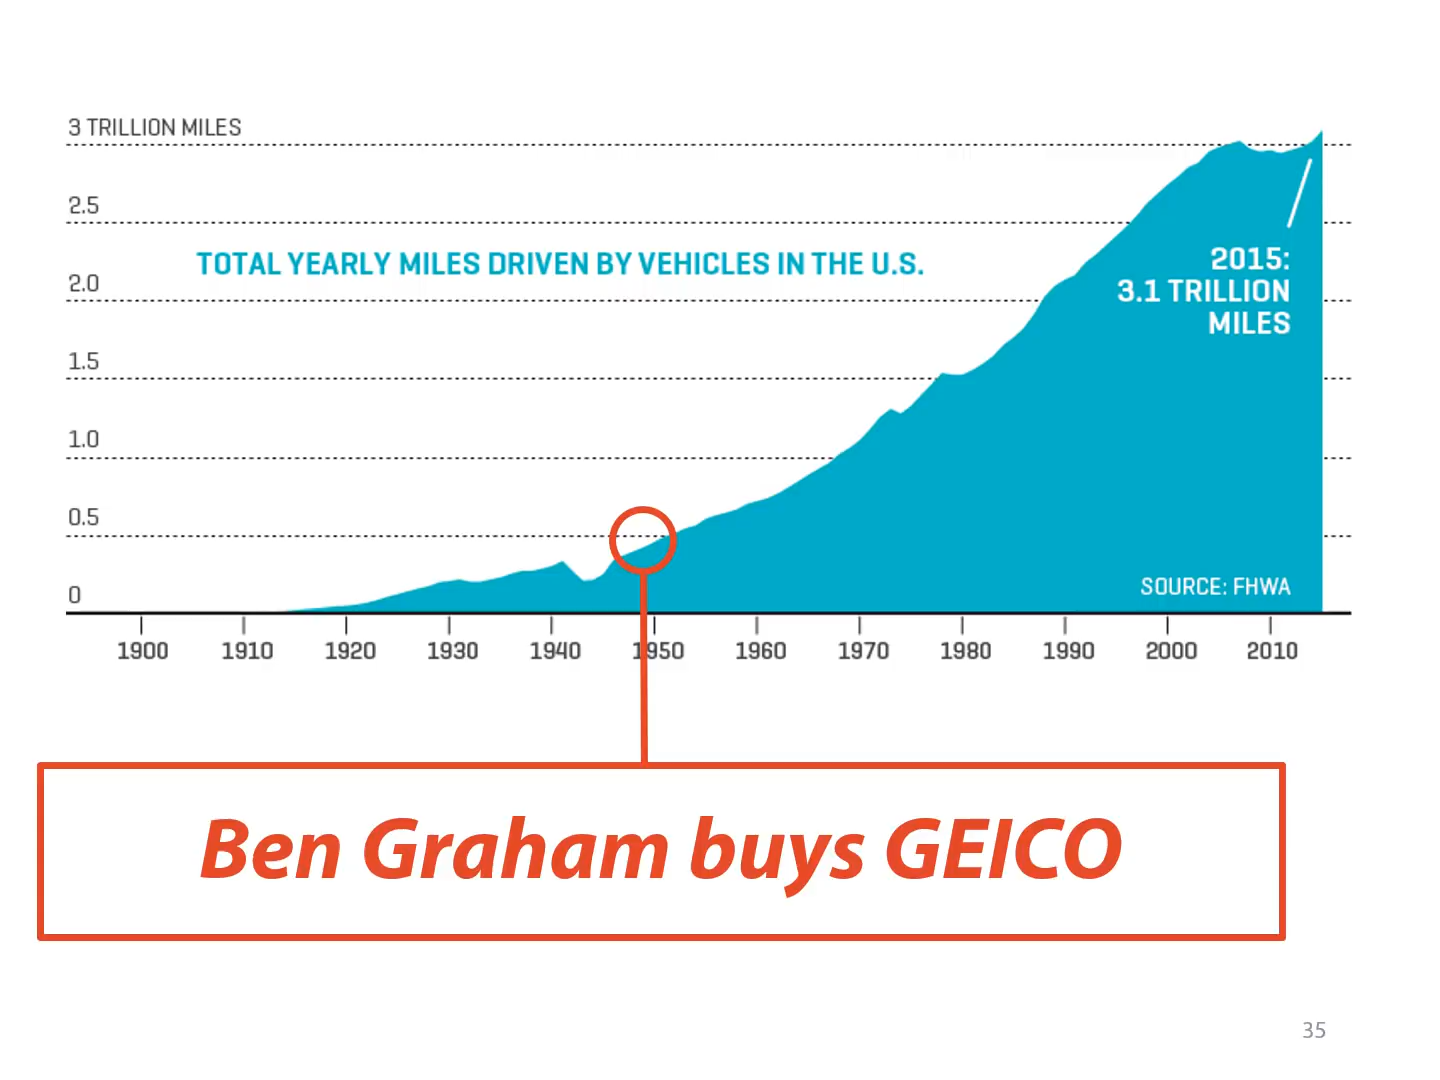 3 TRILLION MILES
2.5
TOTAL YEARLY MILES DRIVEN BY VEHICLES IN THE U.S.
2.0
2015:
3.1 TRILLION
MILES
1.5
1.0
0.5
0
SOURCE: FHWA
1900 1910 1920 1930 1940 1950 1960 1970 1980 1990 2000 2010
Ben Graham buys GEICO
35